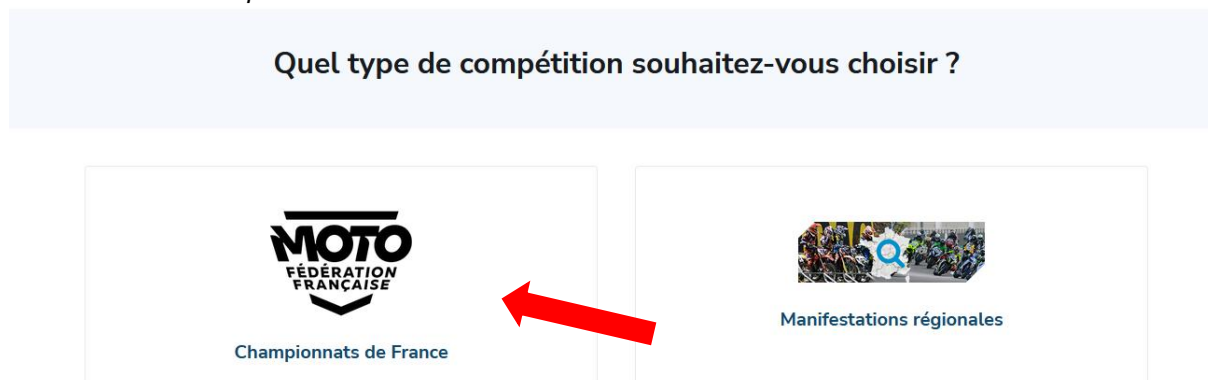 Quel type de compétition souhaitez-vous choisir ?
MOTO
FÉDÉRATION
FRANÇAISE
Championnats de France
Manifestations régionales